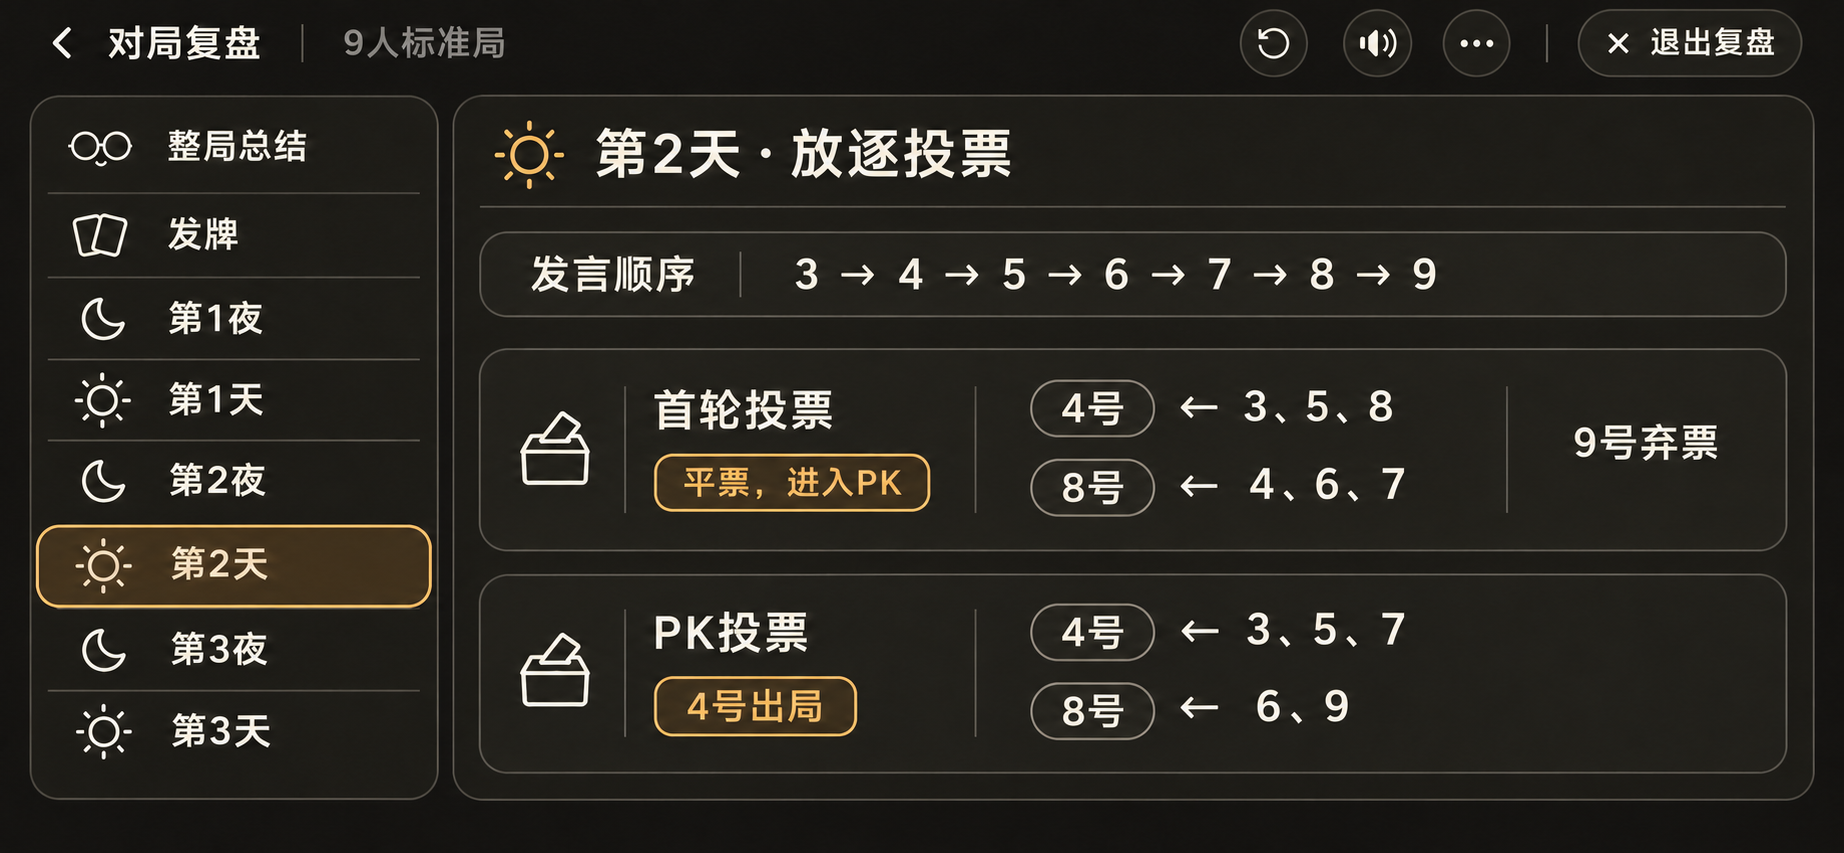 对局复盘
9人标准局
退出复盘
整局总结
发牌
第1夜
第1天
第2夜
第2天
第3夜
第3天
第2天·放逐投票
发言顺序
3 → 4 → 5 → 6 → 7 → 8 → 9
首轮投票
平票，进入PK
4号 ← 3、5、8
8号 ← 4、6、7
9号弃票
PK投票
4号出局
4号 ← 3、5、7
8号 ← 6、9